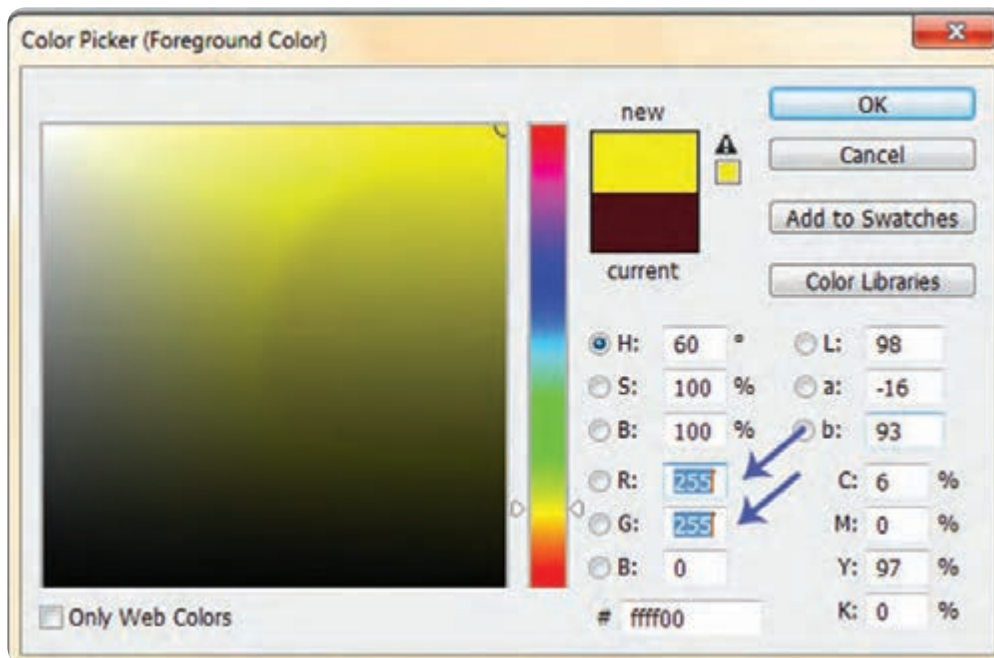 Color Picker (Foreground Color)
x
new
OK
Cancel
Add to Swatches
current
Color Libraries
H: 60 ° L: 98
S: 100 % a: -16
B: 100 % b: 93
R: 255 C: 6 %
G: 255 M: 0 %
B: 0 Y: 97 %
# ffff00 K: 0 %
Only Web Colors